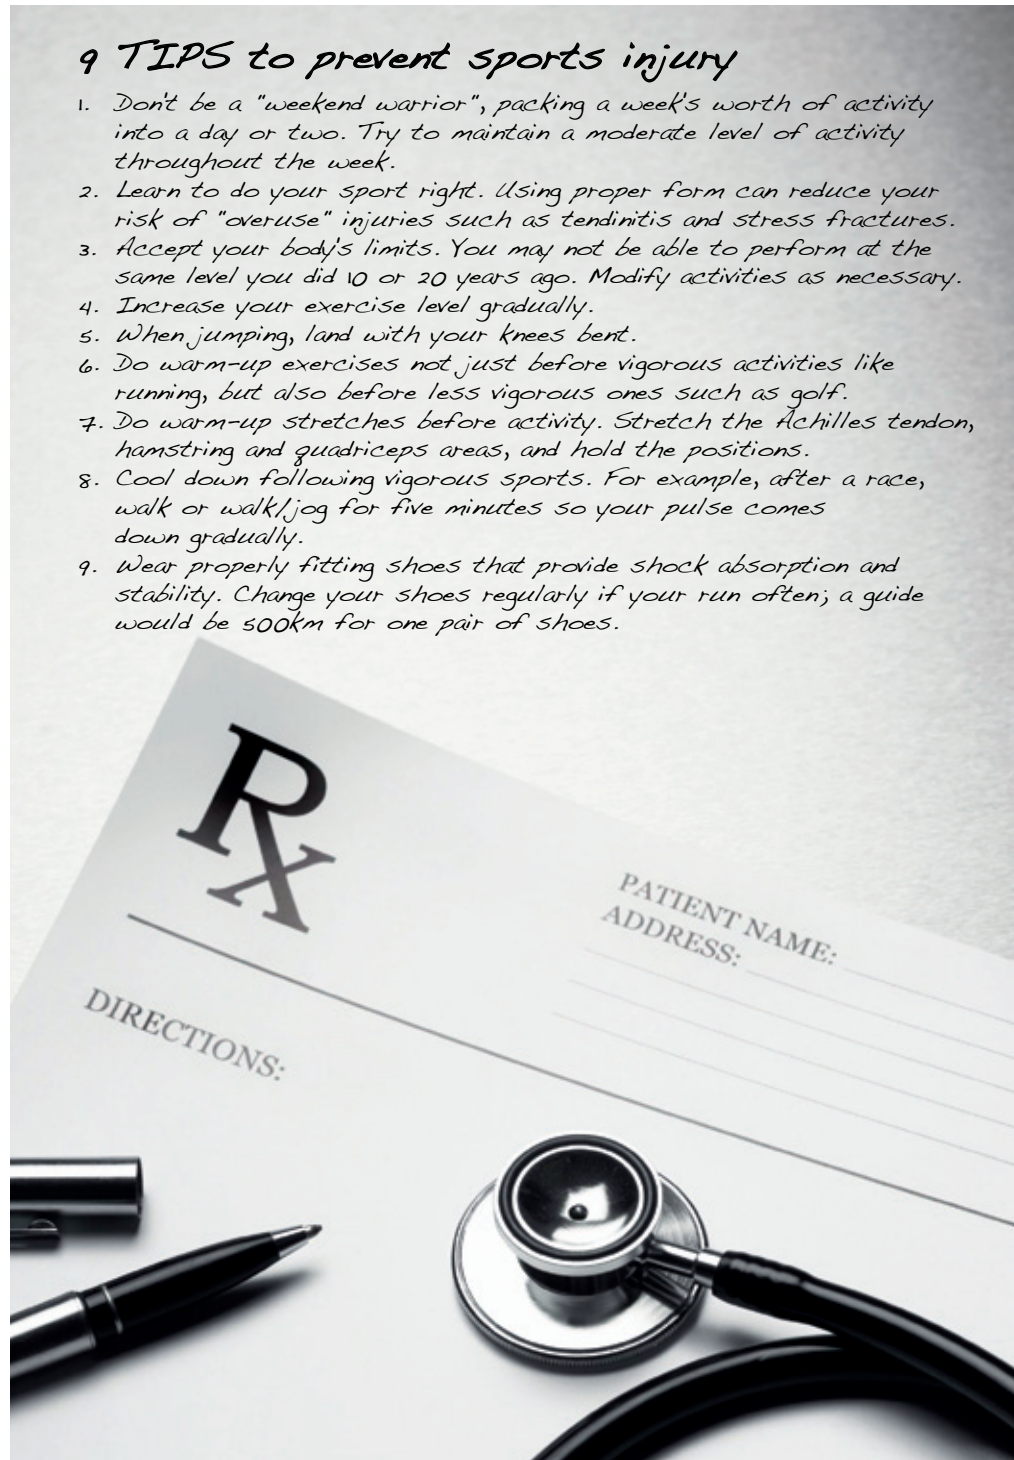 9 TIPS to prevent sports injury
1. Don't be a "weekend warrior", packing a week's worth of activity
into a day or two. Try to maintain a moderate level of activity
throughout the week.
2. Learn to do your sport right. Using proper form can reduce your
risk of "overuse" injuries such as tendinitis and stress fractures.
3. Accept your body's limits. You may not be able to perform at the
same level you did 10 or 20 years ago. Modify activities as necessary.
4. Increase your exercise level gradually.
5. When jumping, land with your knees bent.
6. Do warm-up exercises not just before vigorous activities like
running, but also before less vigorous ones such as golf.
7. Do warm-up stretches before activity. Stretch the Achilles tendon,
hamstring and quadriceps areas, and hold the positions.
8. Cool down following vigorous sports. For example, after a race,
walk or walk/jog for five minutes so your pulse comes
down gradually.
9. Wear properly fitting shoes that provide shock absorption and
stability. Change your shoes regularly if your run often; a guide
would be 500km for one pair of shoes.
Rx
PATIENT NAME:
ADDRESS:
DIRECTIONS: